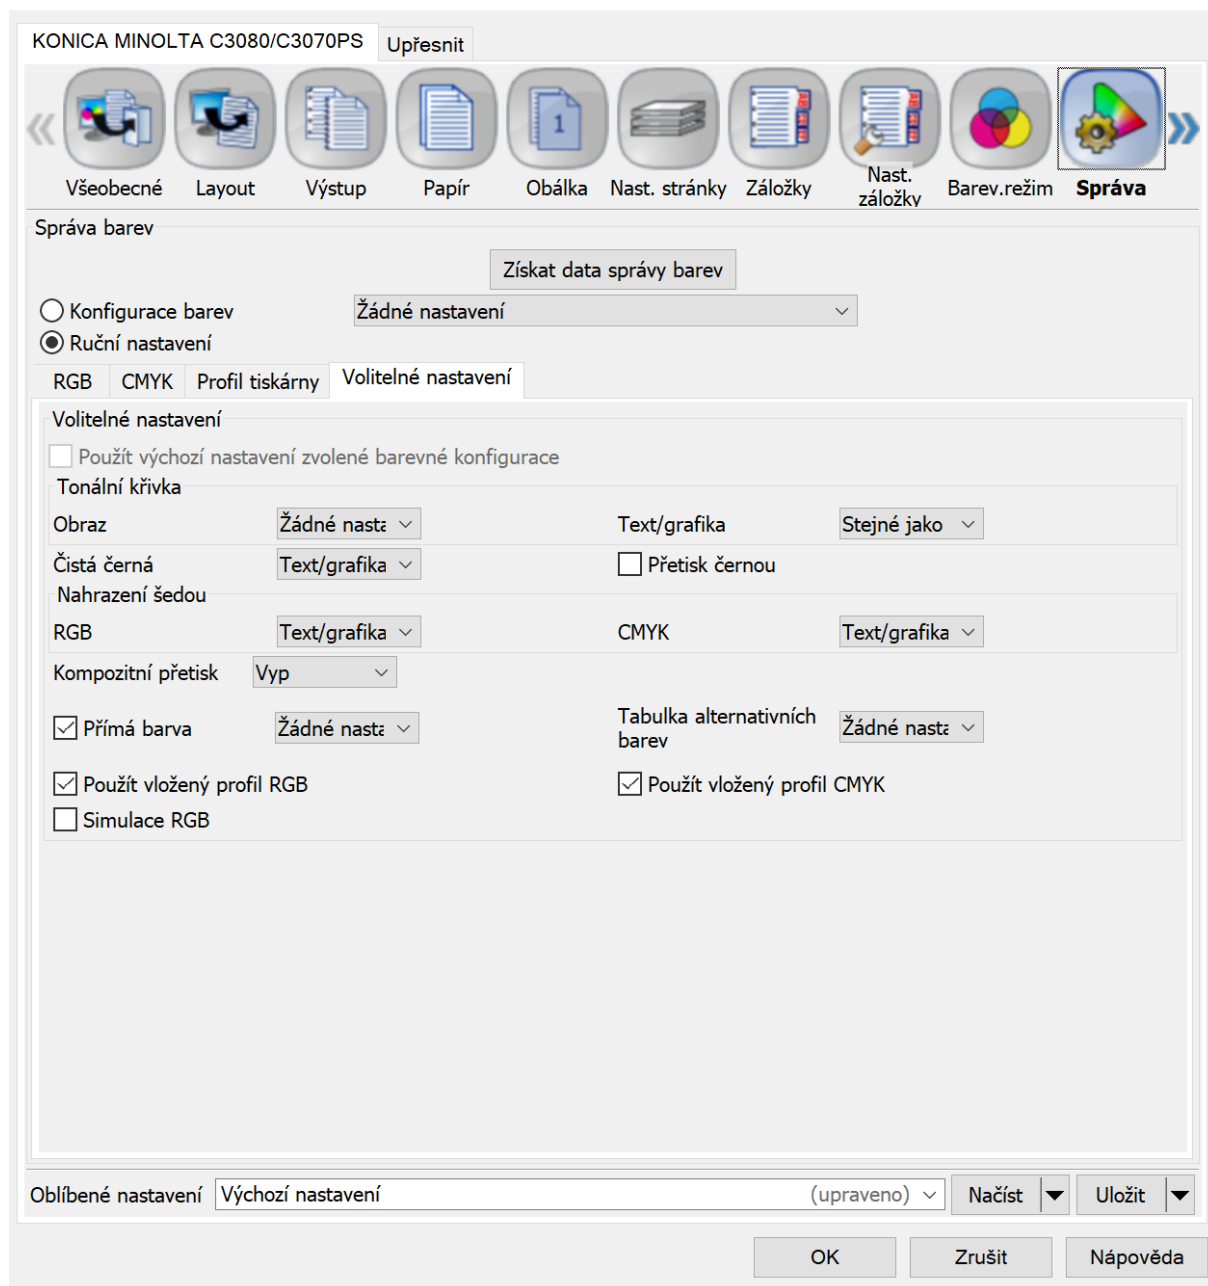 KONICA MINOLTA C3080/C3070PS Upřesnit
1
Všeobecné Layout Výstup Papír Obálka Nast. stránky Záložky Nast. záložky Barev.režim Správa
Správa barev
Získat data správy barev
Konfigurace barev Žádné nastavení
Ruční nastavení
RGB CMYK Profil tiskárny Volitelné nastavení
Volitelné nastavení
Použít výchozí nastavení zvolené barevné konfigurace
Tonální křivka
Obraz Žádné nasta Text/grafika Stejné jako
Čistá černá Text/grafika Přetisk černou
Nahrazení šedou
RGB Text/grafika CMYK Text/grafika
Kompozitní přetisk Vyp
Přímá barva Žádné nasta Tabulka alternativních barev Žádné nasta
Použít vložený profil RGB Použít vložený profil CMYK
Simulace RGB
Oblíbené nastavení Výchozí nastavení (upraveno) Načíst Uložit
OK Zrušit Nápověda